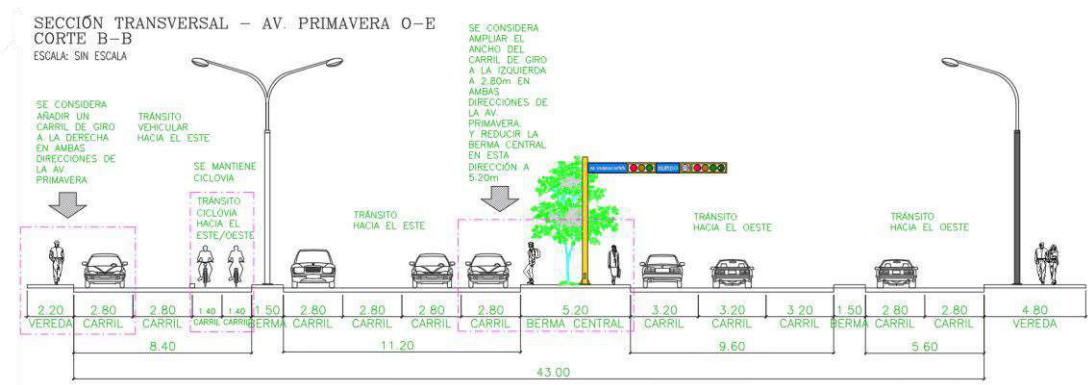 SECCIÓN TRANSVERSAL – AV. PRIMAVERA O–E
CORTE B–B
ESCALA: SIN ESCALA
SE CONSIDERA
AÑADIR UN
CARRIL DE GIRO
A LA DERECHA
EN AMBAS
DIRECCIONES DE
LA AV.
PRIMAVERA
TRÁNSITO
VEHICULAR
HACIA EL ESTE
SE MANTIENE
CICLOVIA
TRÁNSITO
CICLOVIA
HACIA EL
ESTE/OESTE
TRÁNSITO
HACIA EL ESTE
SE CONSIDERA
AMPLIAR EL
ANCHO DEL
CARRIL DE GIRO
A LA IZQUIERDA
A 2.80m EN
AMBAS
DIRECCIONES DE
LA AV.
PRIMAVERA
Y REDUCIR LA
BERMA CENTRAL
EN ESTA
DIRECCIÓN A
5.20m
TRÁNSITO
HACIA EL OESTE
TRÁNSITO
HACIA EL OESTE
2.20 2.80 2.80 1.40 1.40 1.50 2.80 2.80 2.80 2.80 5.20 3.20 3.20 3.20 1.50 2.80 2.80 4.80
VEREDA CARRIL CARRIL CARRIL CARRIL BERMA CARRIL CARRIL CARRIL CARRIL BERMA CENTRAL CARRIL CARRIL CARRIL BERMA CARRIL CARRIL VEREDA
8.40 11.20 9.60 5.60
43.00